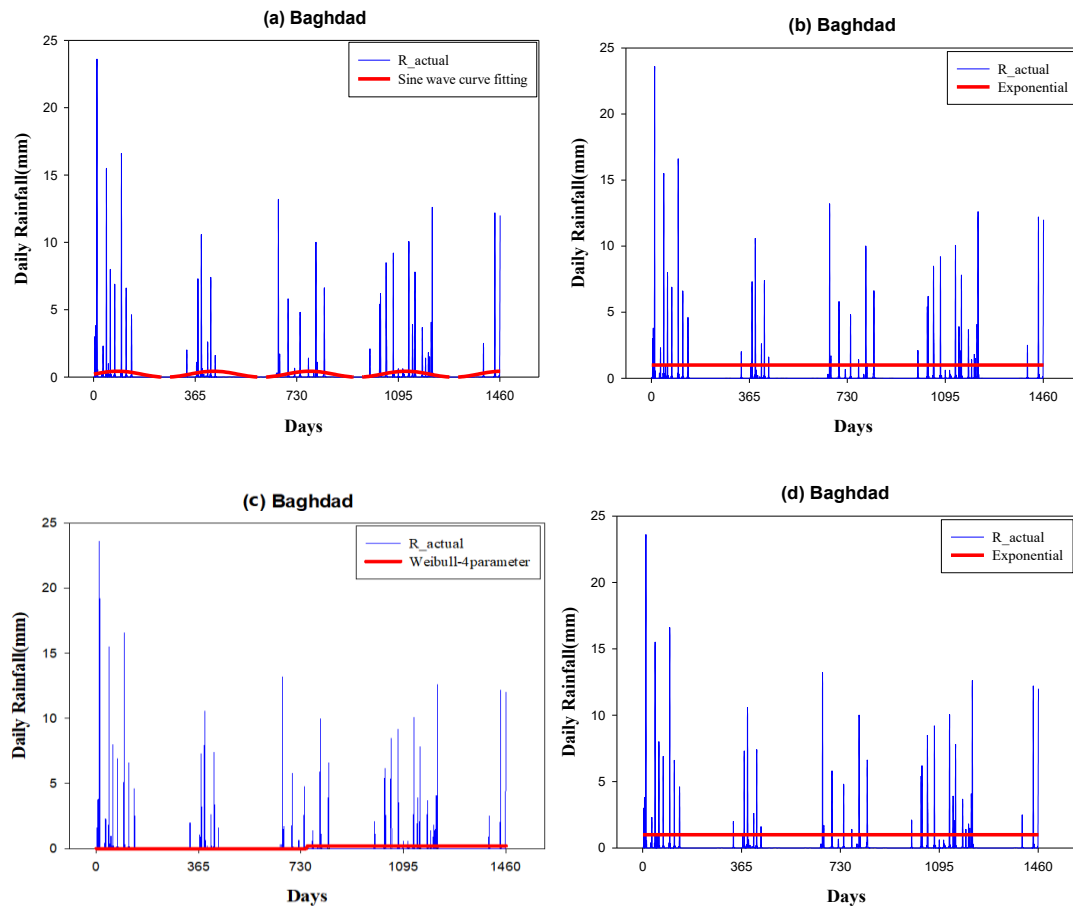 (a) Baghdad
25
20
15
10
5
0
Daily Rainfall(mm)
R_actual
Sine wave curve fitting
0 365 730 1095 1460
Days
(b) Baghdad
25
20
15
10
5
0
Daily Rainfall(mm)
R_actual
Exponential
0 365 730 1095 1460
Days
(c) Baghdad
25
20
15
10
5
0
Daily Rainfall(mm)
R_actual
Weibull-4parameter
0 365 730 1095 1460
Days
(d) Baghdad
25
20
15
10
5
0
Daily Rainfall(mm)
R_actual
Exponential
0 365 730 1095 1460
Days